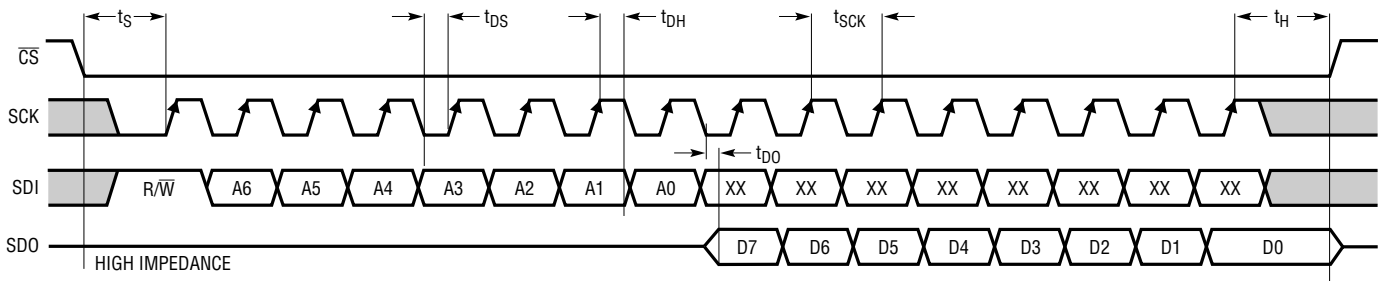 tS tDS tDH tSCK tH
CS
SCK
tDO
SDI R/W A6 A5 A4 A3 A2 A1 A0 XX XX XX XX XX XX XX XX
SDO D7 D6 D5 D4 D3 D2 D1 D0
HIGH IMPEDANCE